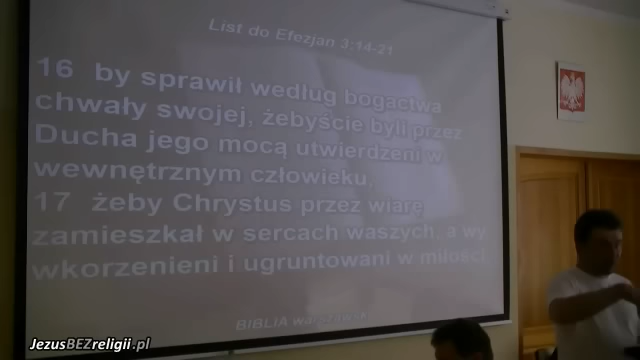 List do Efezjan 3:14-21
16 by sprawił według bogactwa
chwały swojej, żebyście byli przez
Ducha jego mocą utwierdzeni w
wewnętrznym człowieku,
17 żeby Chrystus przez wiarę
zamieszkał w sercach waszych, a wy
wkorzenieni i ugruntowani w miłości
BIBLIA warszawska
JezusBEZreligii.pl